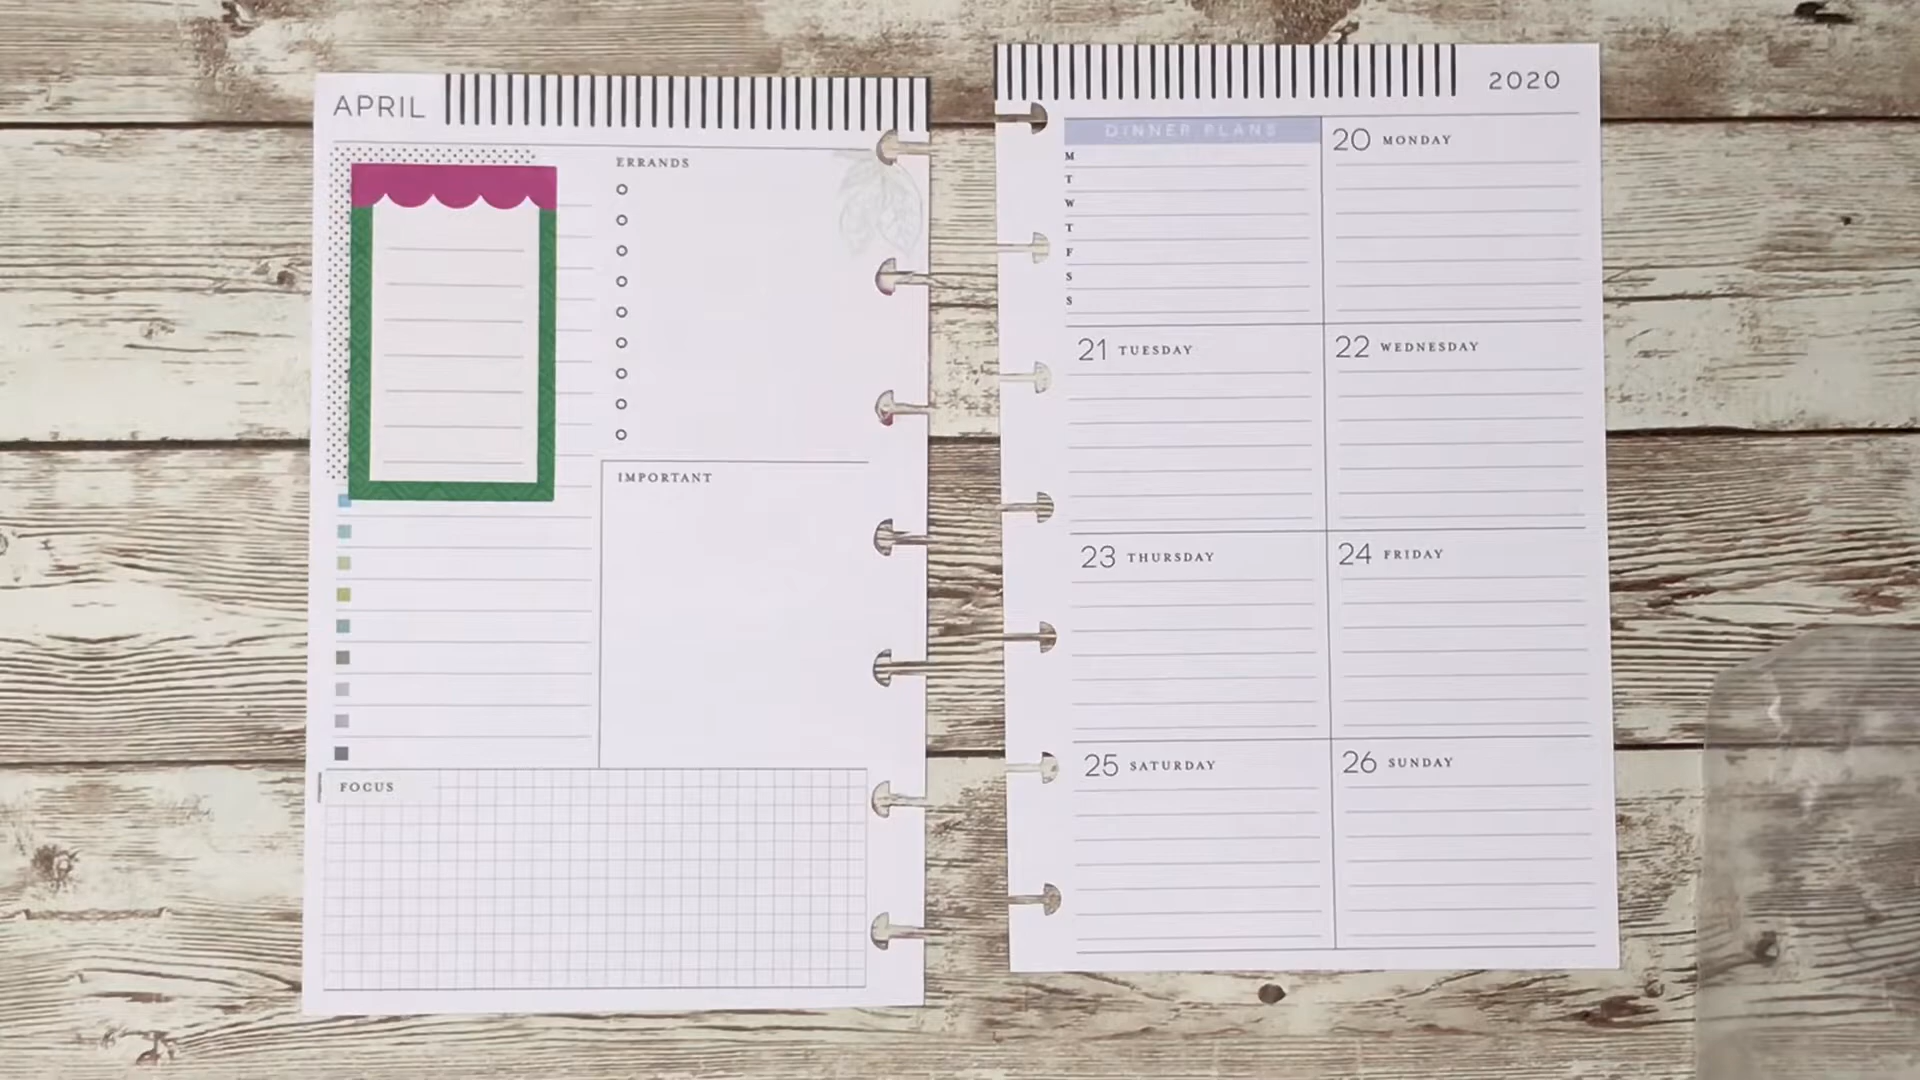 APRIL
ERRANDS
IMPORTANT
FOCUS
2020
DINNER PLANS
M
T
W
T
F
S
S
20 MONDAY
21 TUESDAY
22 WEDNESDAY
23 THURSDAY
24 FRIDAY
25 SATURDAY
26 SUNDAY